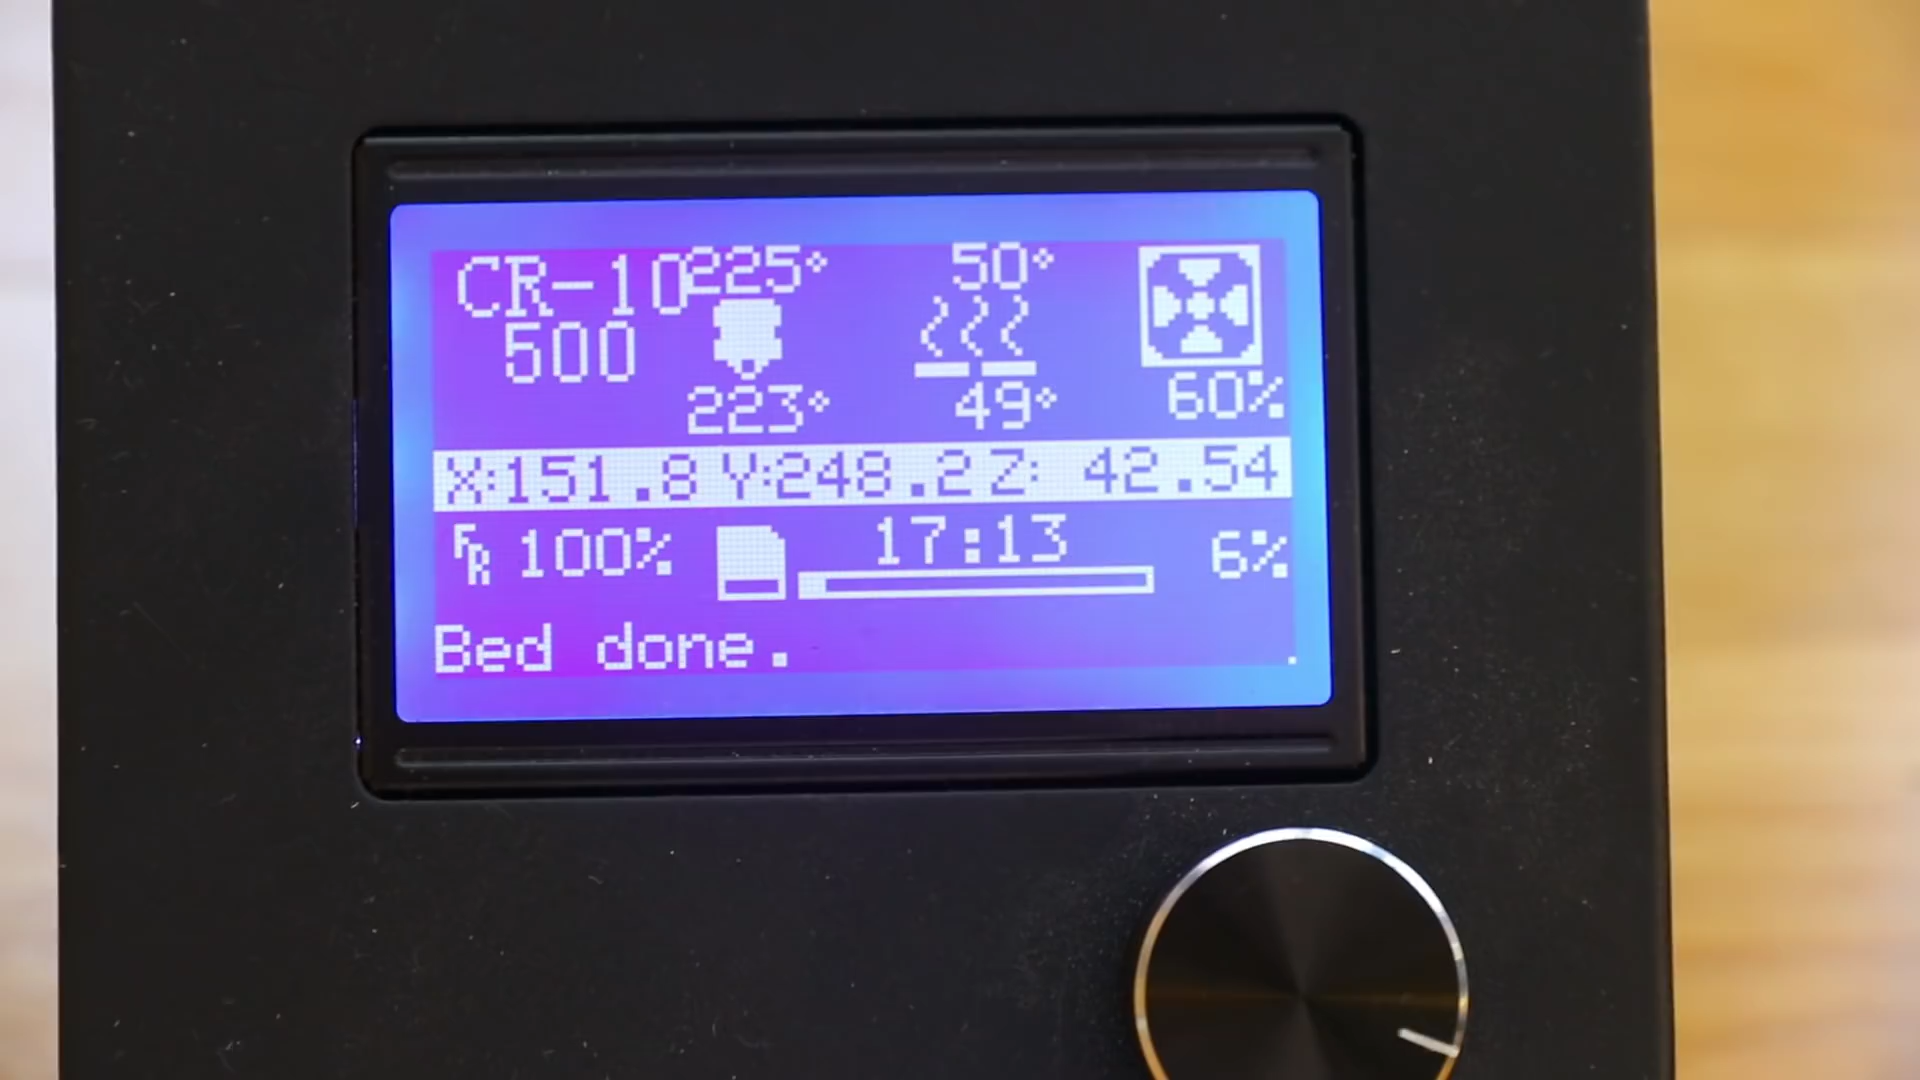 CR-10 225° 50°
500
223° 49° 60%
X:151.8 Y:248.2 Z: 42.54
FR 100% 17:13 6%
Bed done.